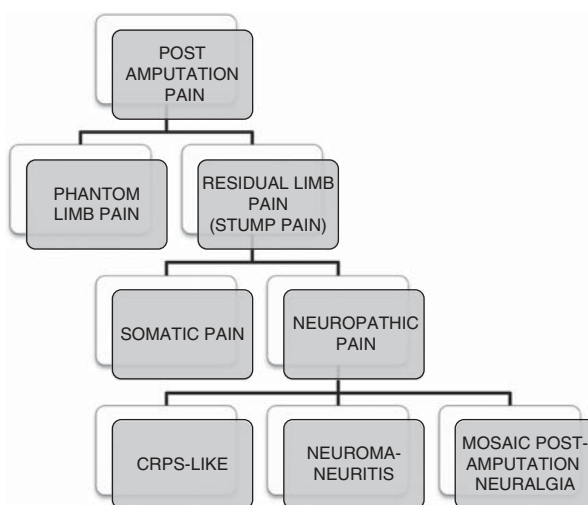 POST
AMPUTATION
PAIN
PHANTOM
LIMB PAIN
RESIDUAL LIMB
PAIN
(STUMP PAIN)
SOMATIC PAIN
NEUROPATHIC
PAIN
CRPS-LIKE
NEUROMA-
NEURITIS
MOSAIC POST-
AMPUTATION
NEURALGIA